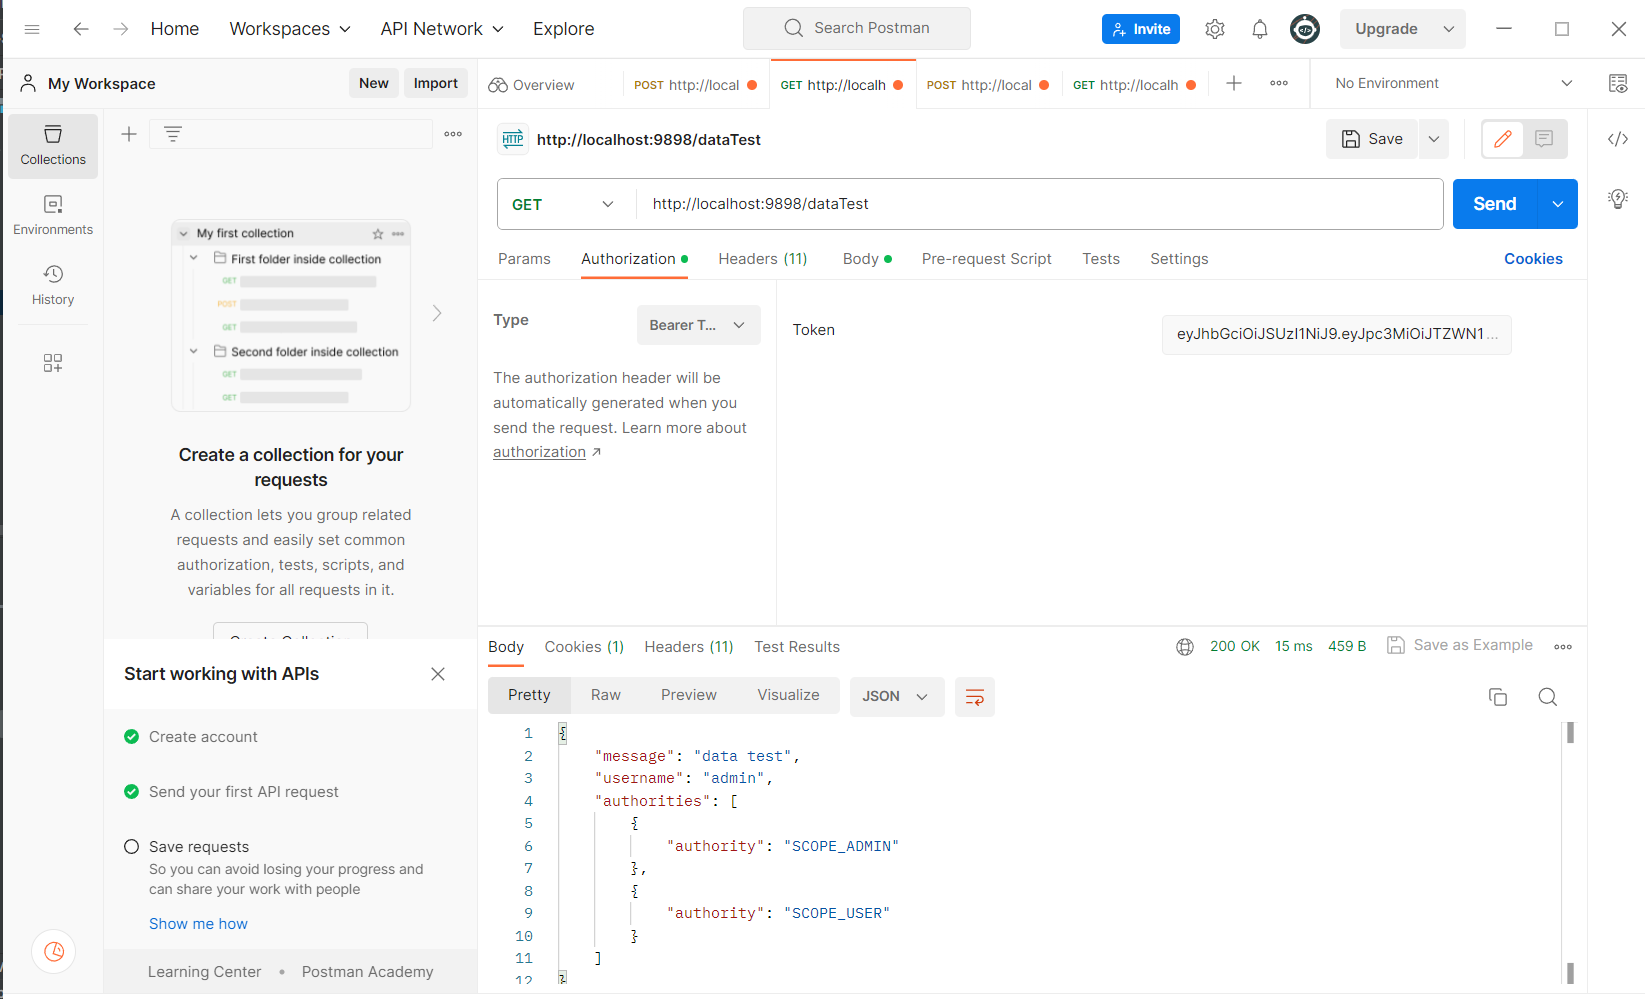 Home
Workspaces
API Network
Explore
Search Postman
Invite
Upgrade
My Workspace
New
Import
Overview
POST http://local
GET http://localh
POST http://local
GET http://localh
No Environment
Collections
Environments
History
My first collection
First folder inside collection
GET
POST
GET
Second folder inside collection
GET
GET
Create a collection for your
requests
A collection lets you group related
requests and easily set common
authorization, tests, scripts, and
variables for all requests in it.
Start working with APIs
Create account
Send your first API request
Save requests
So you can avoid losing your progress and
can share your work with people
Show me how
Learning Center • Postman Academy
HTTP http://localhost:9898/dataTest
Save
GET
http://localhost:9898/dataTest
Send
Params
Authorization
Headers (11)
Body
Pre-request Script
Tests
Settings
Cookies
Type
Bearer T...
The authorization header will be
automatically generated when you
send the request. Learn more about
authorization ↗
Token
eyJhbGciOiJSUzI1NiJ9.eyJpc3MiOiJTZWN1...
Body
Cookies (1)
Headers (11)
Test Results
200 OK
15 ms
459 B
Save as Example
Pretty
Raw
Preview
Visualize
JSON
1 {
2 "message": "data test",
3 "username": "admin",
4 "authorities": [
5 {
6 "authority": "SCOPE_ADMIN"
7 },
8 {
9 "authority": "SCOPE_USER"
10 }
11 ]
12 }